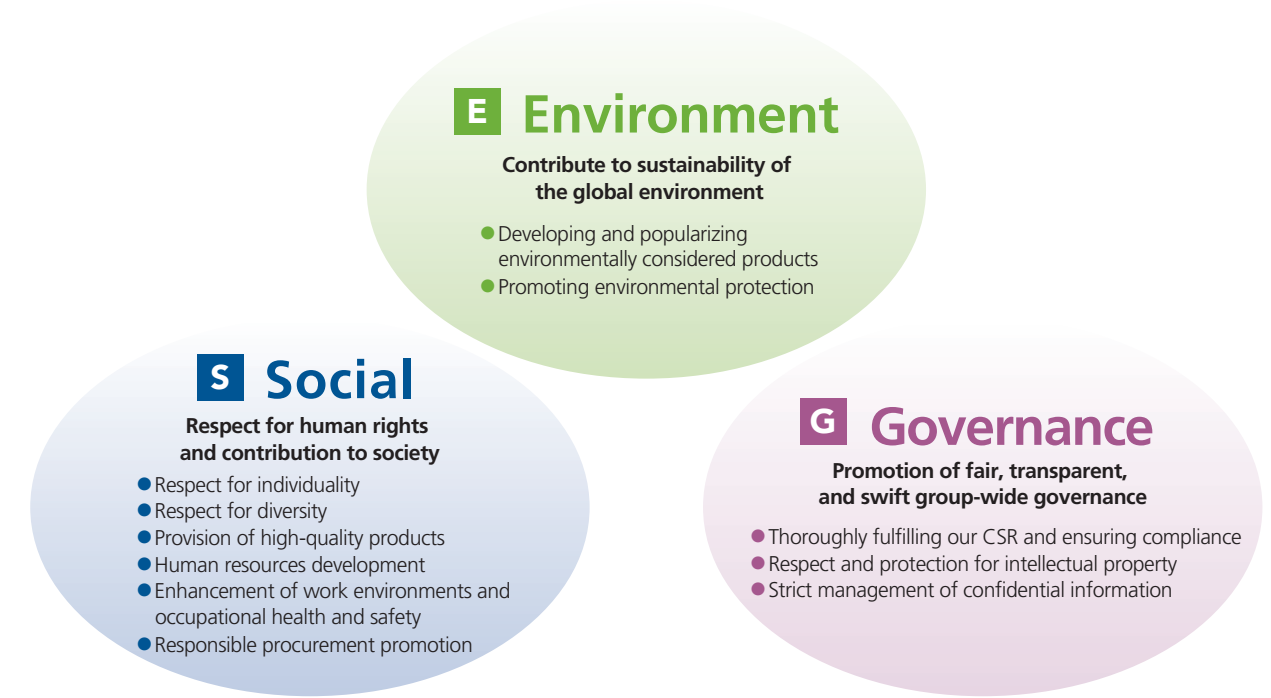 E Environment
Contribute to sustainability of
the global environment
● Developing and popularizing
environmentally considered products
● Promoting environmental protection
S Social
Respect for human rights
and contribution to society
● Respect for individuality
● Respect for diversity
● Provision of high-quality products
● Human resources development
● Enhancement of work environments and
occupational health and safety
● Responsible procurement promotion
G Governance
Promotion of fair, transparent,
and swift group-wide governance
● Thoroughly fulfilling our CSR and ensuring compliance
● Respect and protection for intellectual property
● Strict management of confidential information